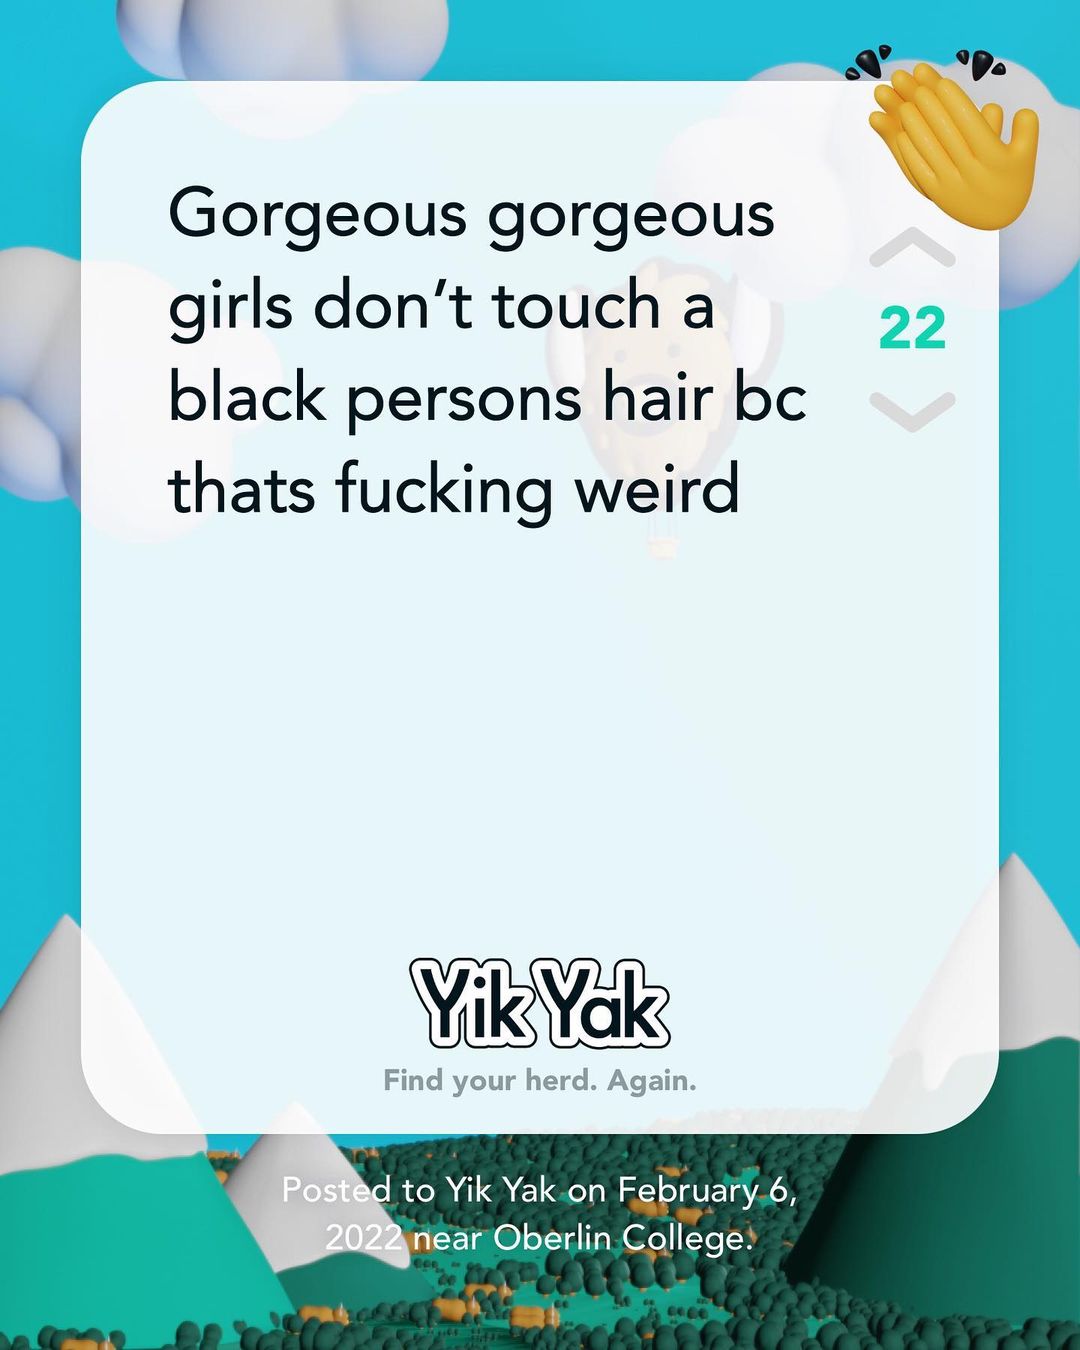 Gorgeous gorgeous
girls don’t touch a
black persons hair bc
thats fucking weird
22
Yik Yak
Find your herd. Again.
Posted to Yik Yak on February 6,
2022 near Oberlin College.